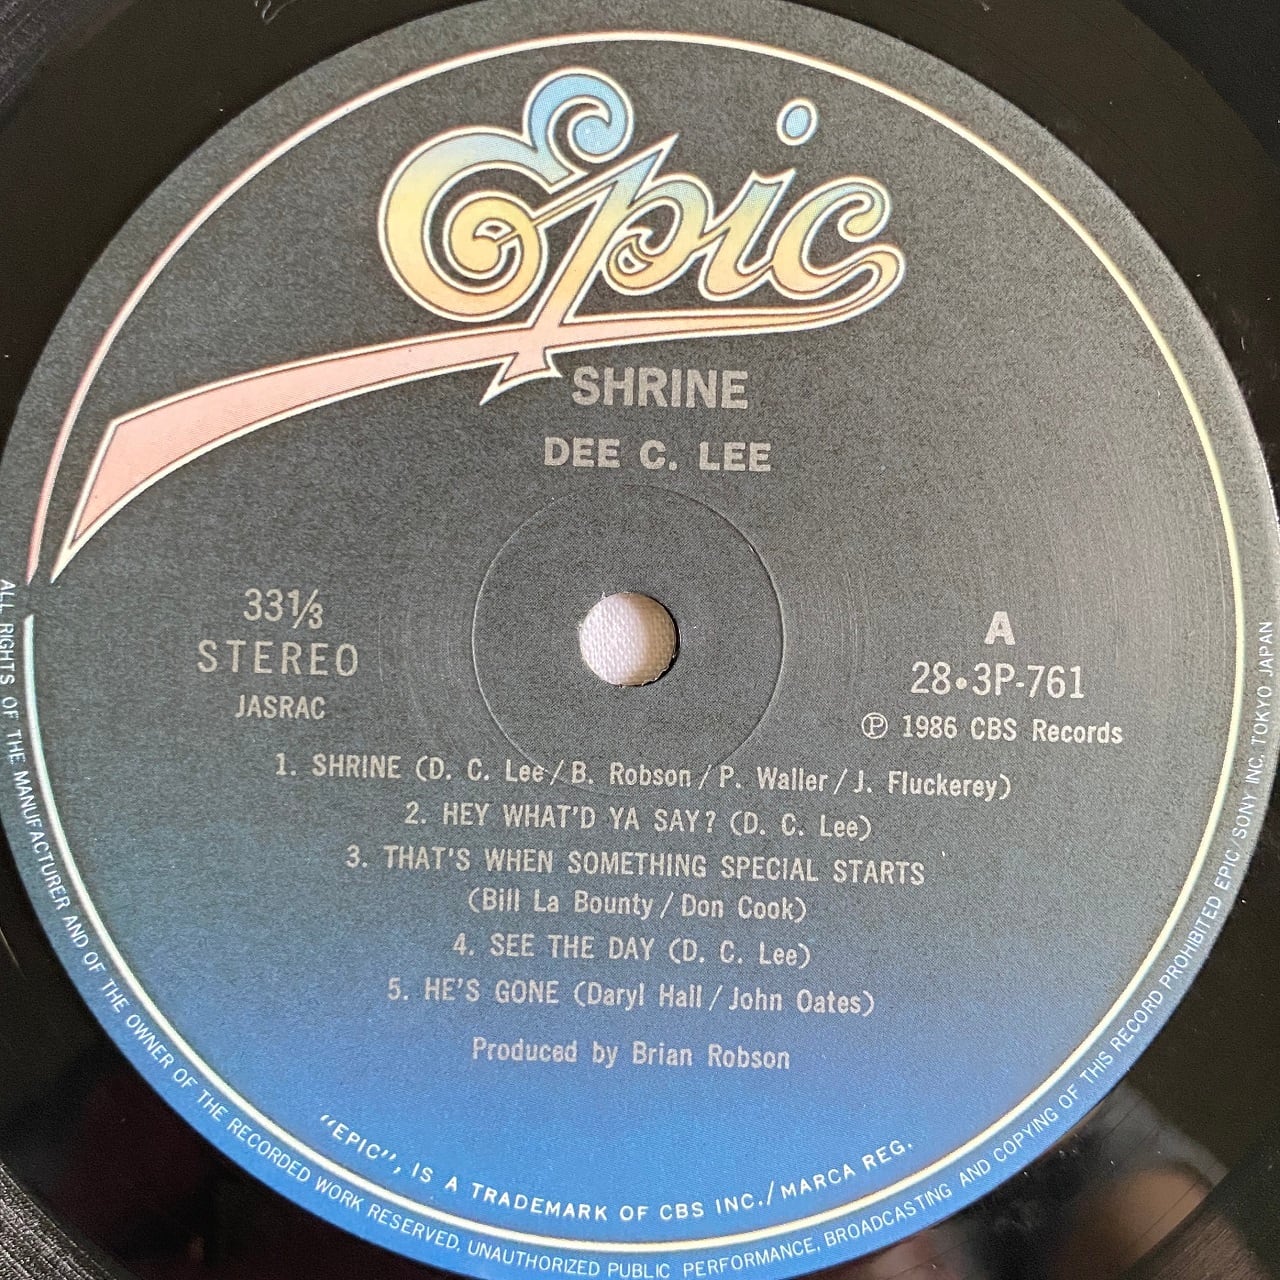 Epic
SHRINE
DEE C. LEE
33⅓
STEREO
JASRAC
A
28•3P-761
Ⓟ 1986 CBS Records
1. SHRINE (D. C. Lee / B. Robson / P. Waller / J. Fluckerey)
2. HEY WHAT'D YA SAY? (D. C. Lee)
3. THAT'S WHEN SOMETHING SPECIAL STARTS
(Bill La Bounty / Don Cook)
4. SEE THE DAY (D. C. Lee)
5. HE'S GONE (Daryl Hall / John Oates)
Produced by Brian Robson
"EPIC", IS A TRADEMARK OF CBS INC./MARCA REG.
ALL RIGHTS OF THE MANUFACTURER AND OF THE OWNER OF THE RECORDED WORK RESERVED. UNAUTHORIZED PUBLIC PERFORMANCE, BROADCASTING AND COPYING OF THIS RECORD PROHIBITED EPIC/SONY INC. TOKYO JAPAN